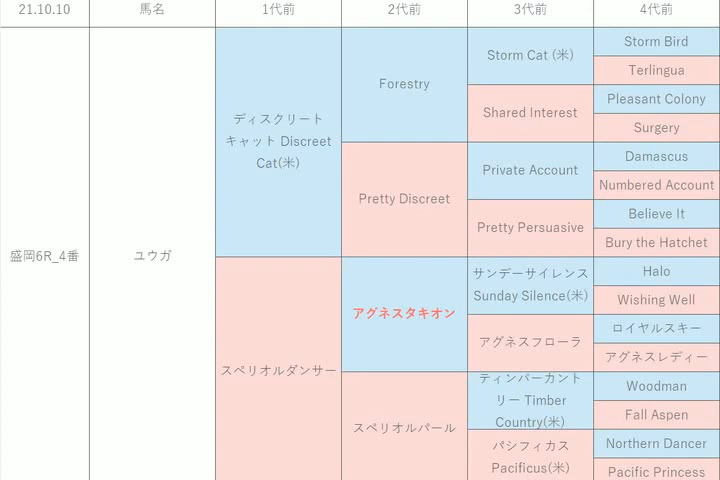 21.10.10
馬名
1代前
2代前
3代前
4代前
盛岡6R_4番
ユウガ
ディスクリート
キャット Discreet
Cat(米)
スペリオルダンサー
Forestry
Pretty Discreet
アグネスタキオン
スペリオルパール
Storm Cat (米)
Shared Interest
Private Account
Pretty Persuasive
サンデーサイレンス
Sunday Silence(米)
アグネスフローラ
ティンバーカント
リー Timber
Country(米)
パシフィカス
Pacificus(米)
Storm Bird
Terlingua
Pleasant Colony
Surgery
Damascus
Numbered Account
Believe It
Bury the Hatchet
Halo
Wishing Well
ロイヤルスキー
アグネスレディー
Woodman
Fall Aspen
Northern Dancer
Pacific Princess